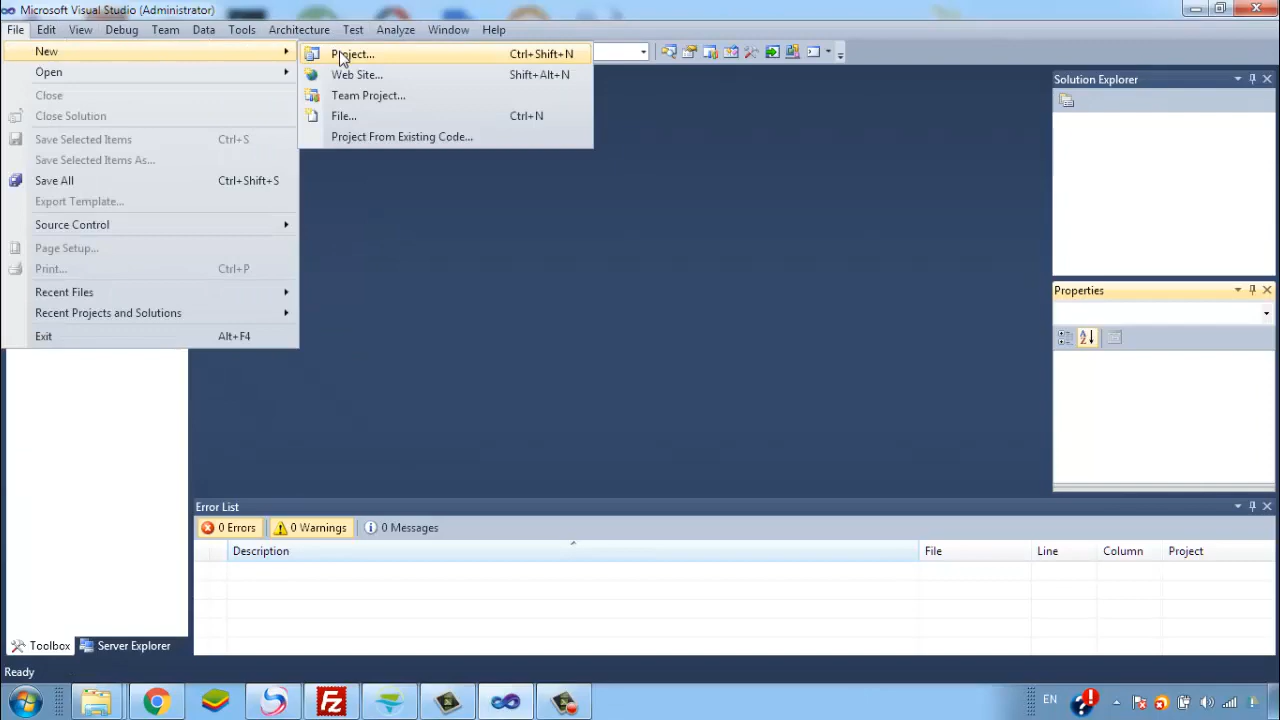 Microsoft Visual Studio (Administrator)
File Edit View Debug Team Data Tools Architecture Test Analyze Window Help
New
Open
Close
Close Solution
Save Selected Items Ctrl+S
Save Selected Items As...
Save All Ctrl+Shift+S
Export Template...
Source Control
Page Setup...
Print... Ctrl+P
Recent Files
Recent Projects and Solutions
Exit Alt+F4
Project... Ctrl+Shift+N
Web Site... Shift+Alt+N
Team Project...
File... Ctrl+N
Project From Existing Code...
Solution Explorer
Properties
Error List
0 Errors 0 Warnings 0 Messages
Description File Line Column Project
Toolbox Server Explorer
Ready
EN